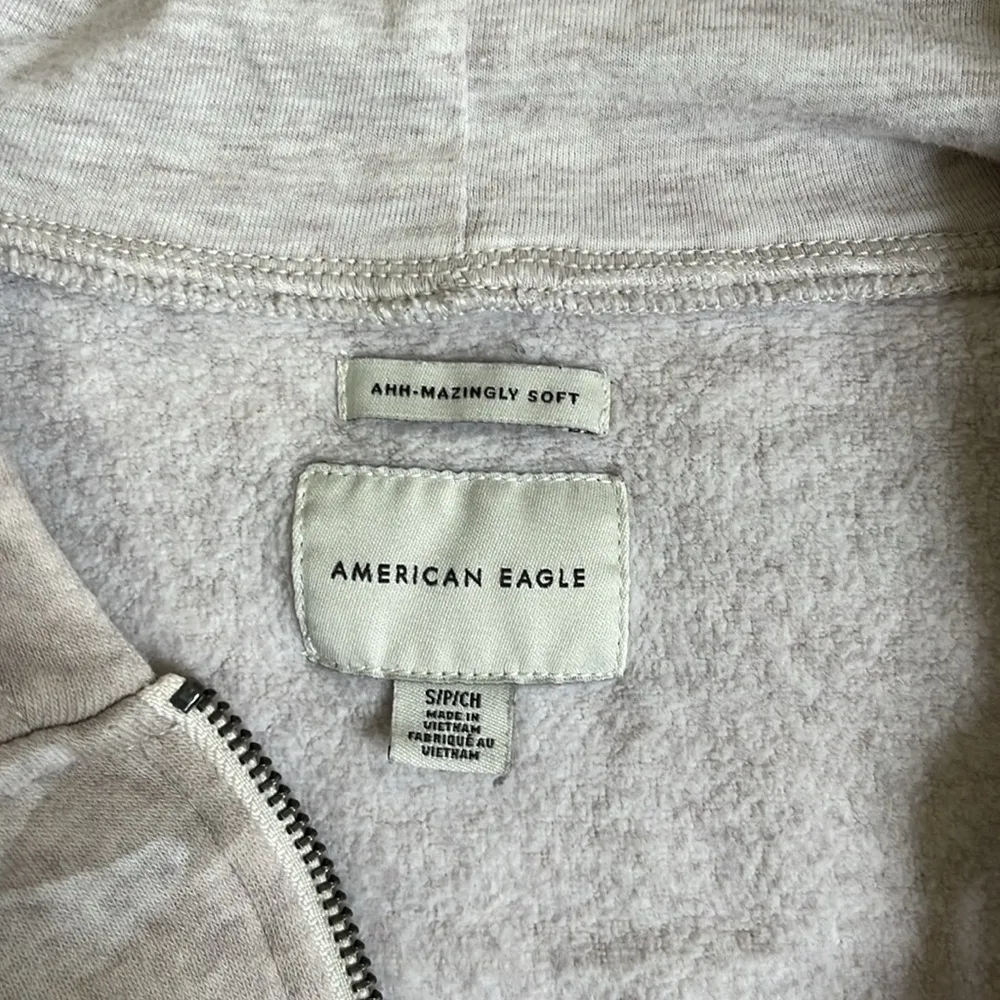 AHH-MAZINGLY SOFT
AMERICAN EAGLE
S/P/CH
MADE IN
VIETNAM
FABRIQUÉ AU
VIETNAM